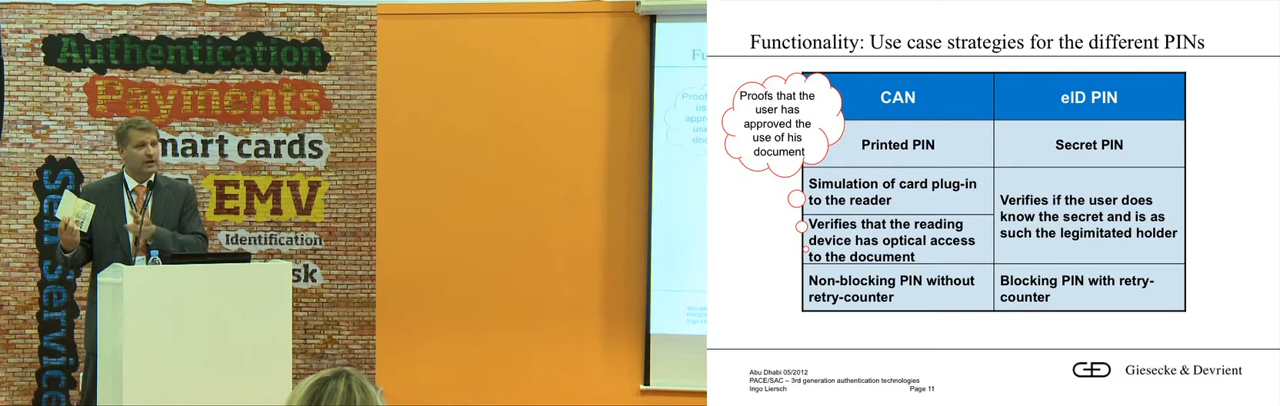 Authentication
Payments
mart cards
EMV
Identification
sk
Self service
Functionality: Use case strategies for the different PINs
Proofs that the
user has
approved the
use of his
document
CAN
eID PIN
Printed PIN
Secret PIN
Simulation of card plug-in
to the reader
Verifies that the reading
device has optical access
to the document
Verifies if the user does
know the secret and is as
such the legimitated holder
Non-blocking PIN without
retry-counter
Blocking PIN with retry-
counter
Abu Dhabi 05/2012
PACE/SAC – 3rd generation authentication technologies
Ingo Liersch
Page 11
Giesecke & Devrient